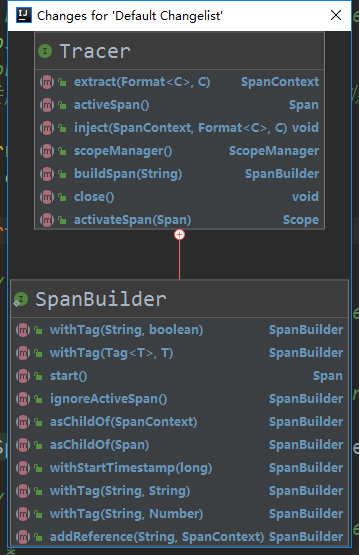 Changes for 'Default Changelist'
Tracer
extract(Format<C>, C) SpanContext
activeSpan() Span
inject(SpanContext, Format<C>, C) void
scopeManager() ScopeManager
buildSpan(String) SpanBuilder
close() void
activateSpan(Span) Scope
SpanBuilder
withTag(String, boolean) SpanBuilder
withTag(Tag<T>, T) SpanBuilder
start() Span
ignoreActiveSpan() SpanBuilder
asChildOf(SpanContext) SpanBuilder
asChildOf(Span) SpanBuilder
withStartTimestamp(long) SpanBuilder
withTag(String, String) SpanBuilder
withTag(String, Number) SpanBuilder
addReference(String, SpanContext) SpanBuilder